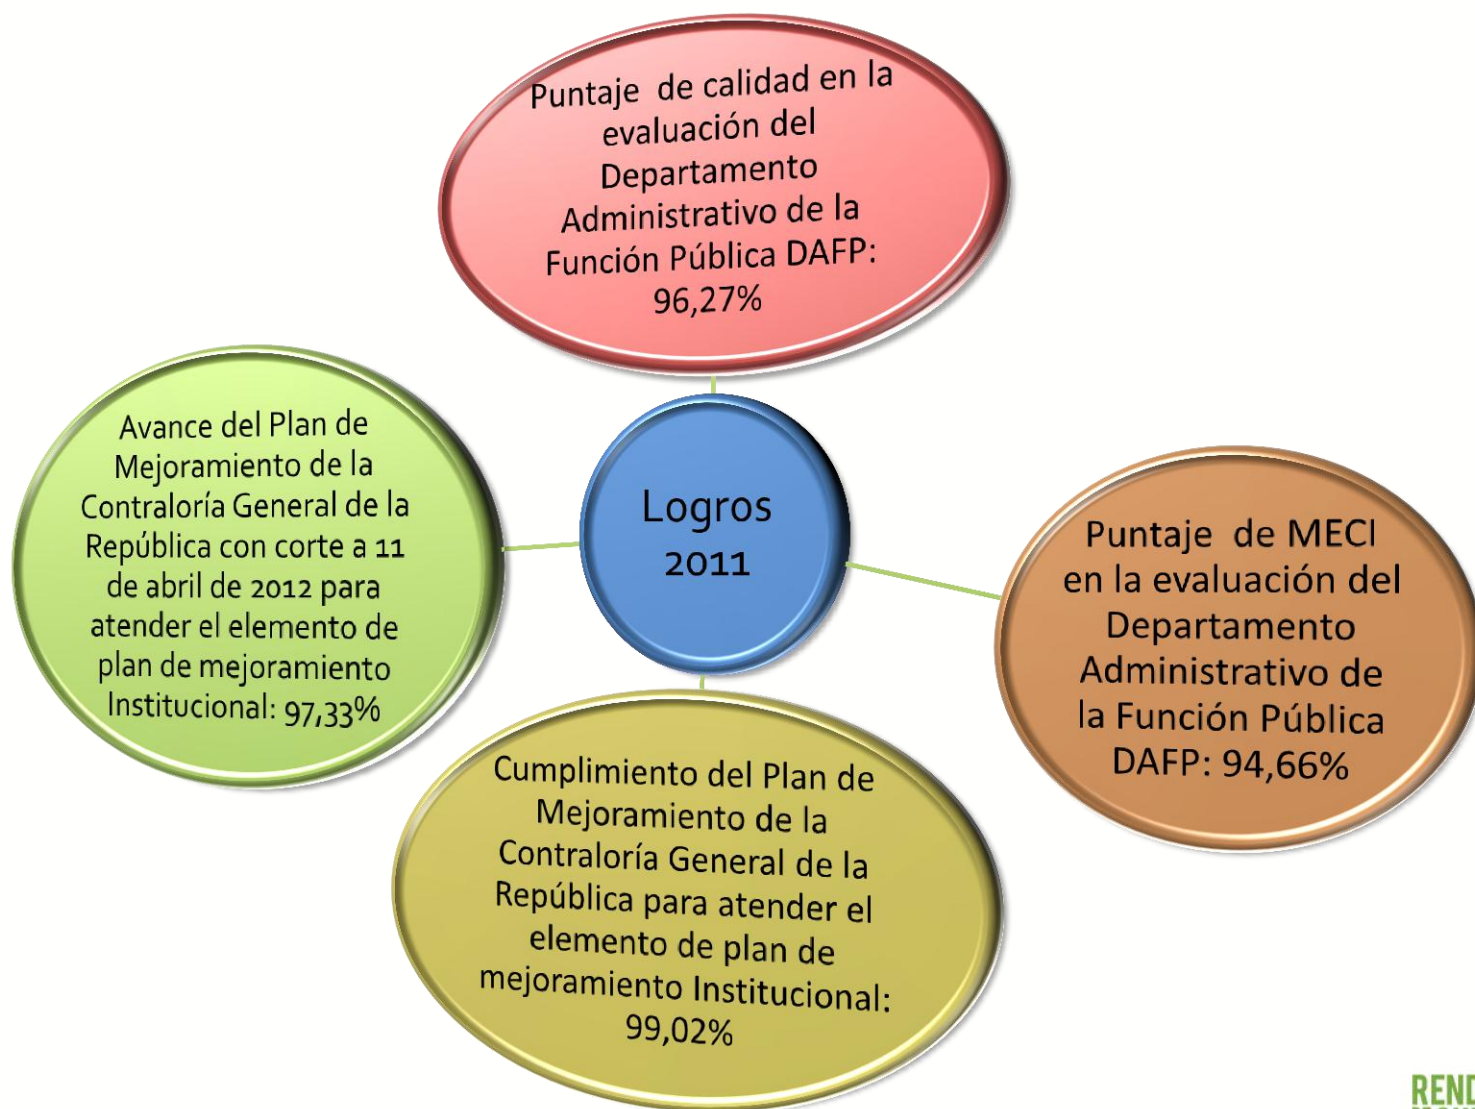 Puntaje de calidad en la
evaluación del
Departamento
Administrativo de la
Función Pública DAFP:
96,27%
Avance del Plan de
Mejoramiento de la
Contraloría General de la
República con corte a 11
de abril de 2012 para
atender el elemento de
plan de mejoramiento
Institucional: 97,33%
Logros
2011
Puntaje de MECI
en la evaluación del
Departamento
Administrativo de
la Función Pública
DAFP: 94,66%
Cumplimiento del Plan de
Mejoramiento de la
Contraloría General de la
República para atender el
elemento de plan de
mejoramiento Institucional:
99,02%
REND